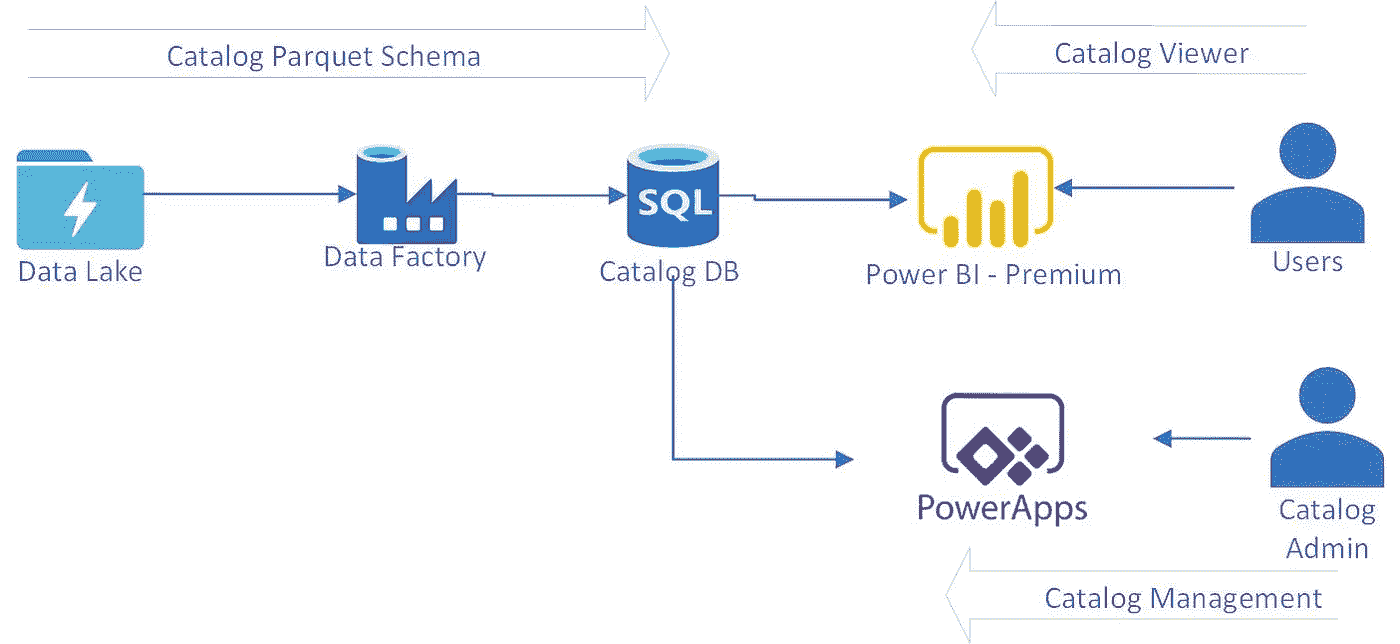 Catalog Parquet Schema
Catalog Viewer
SQL
Data Lake
Data Factory
Catalog DB
Power BI - Premium
Users
PowerApps
Catalog
Admin
Catalog Management